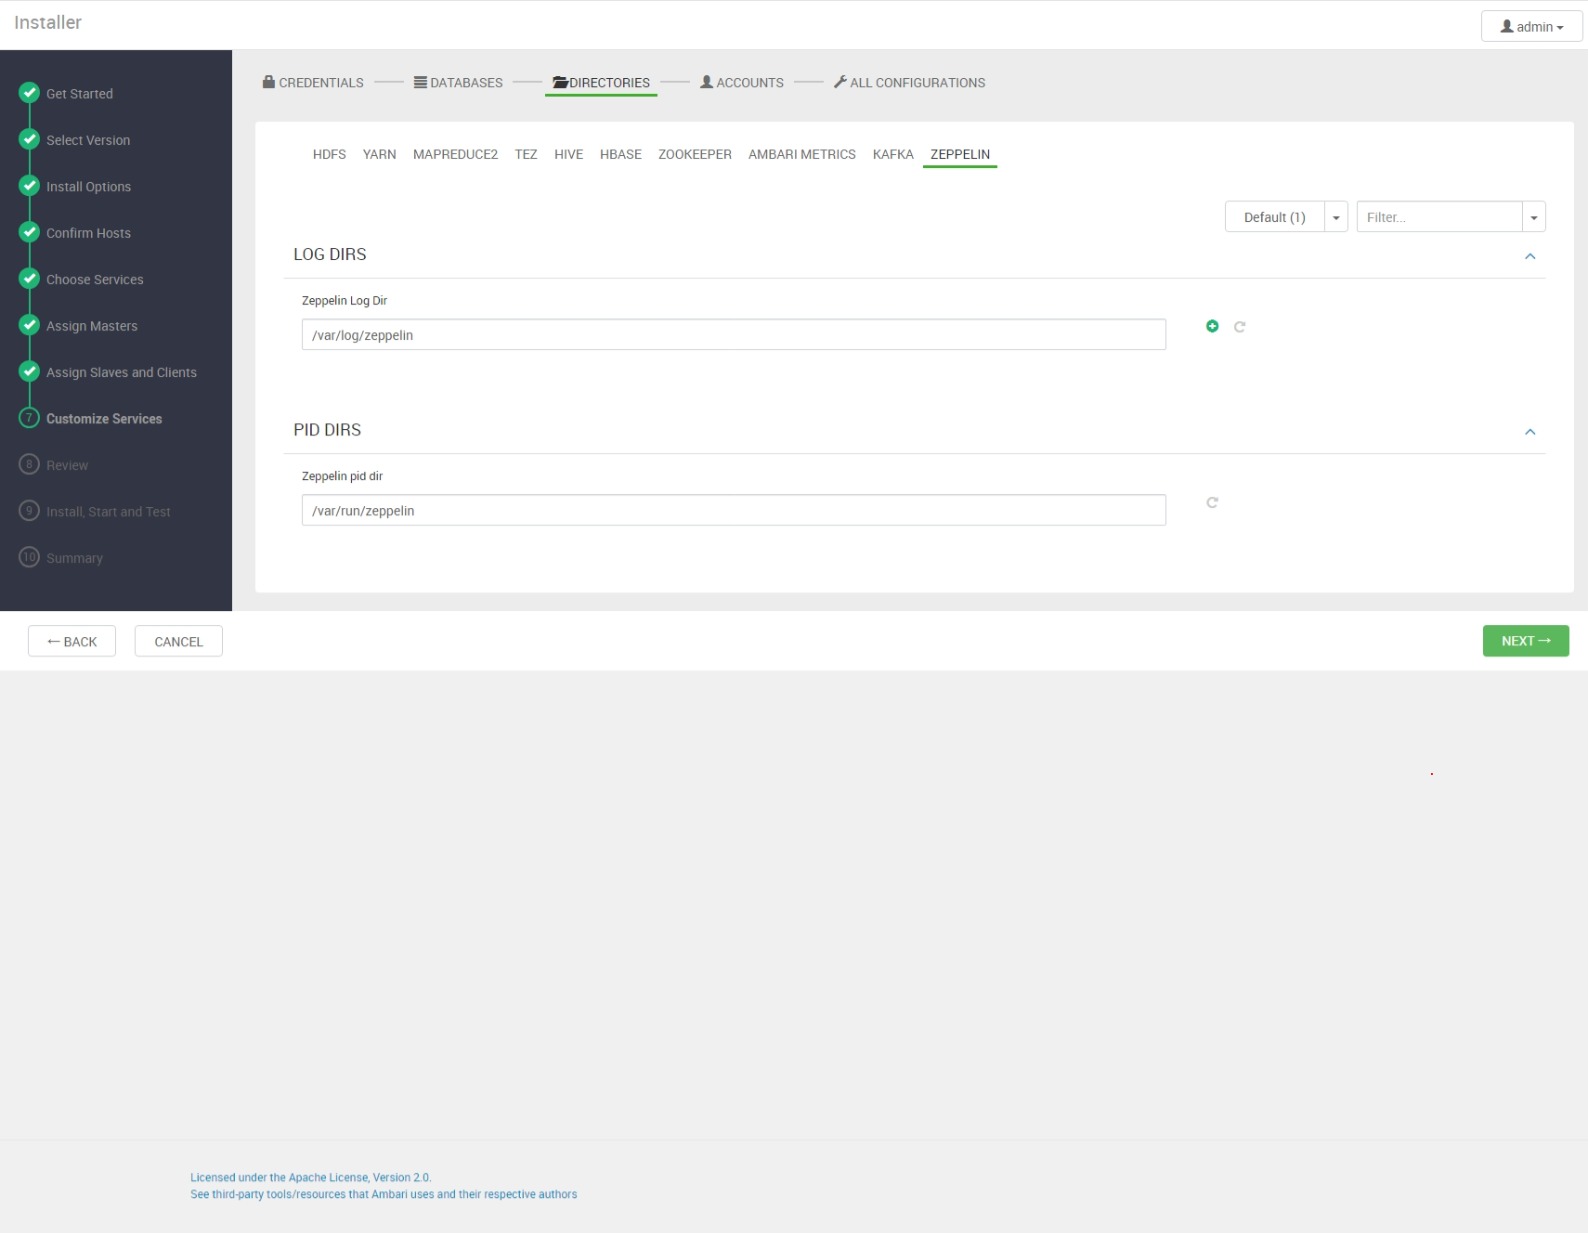 Installer
admin
Get Started
Select Version
Install Options
Confirm Hosts
Choose Services
Assign Masters
Assign Slaves and Clients
7 Customize Services
8 Review
9 Install, Start and Test
10 Summary
CREDENTIALS DATABASES DIRECTORIES ACCOUNTS ALL CONFIGURATIONS
HDFS YARN MAPREDUCE2 TEZ HIVE HBASE ZOOKEEPER AMBARI METRICS KAFKA ZEPPELIN
Default (1) Filter...
LOG DIRS
Zeppelin Log Dir
/var/log/zeppelin
PID DIRS
Zeppelin pid dir
/var/run/zeppelin
← BACK CANCEL NEXT →
Licensed under the Apache License, Version 2.0.
See third-party tools/resources that Ambari uses and their respective authors